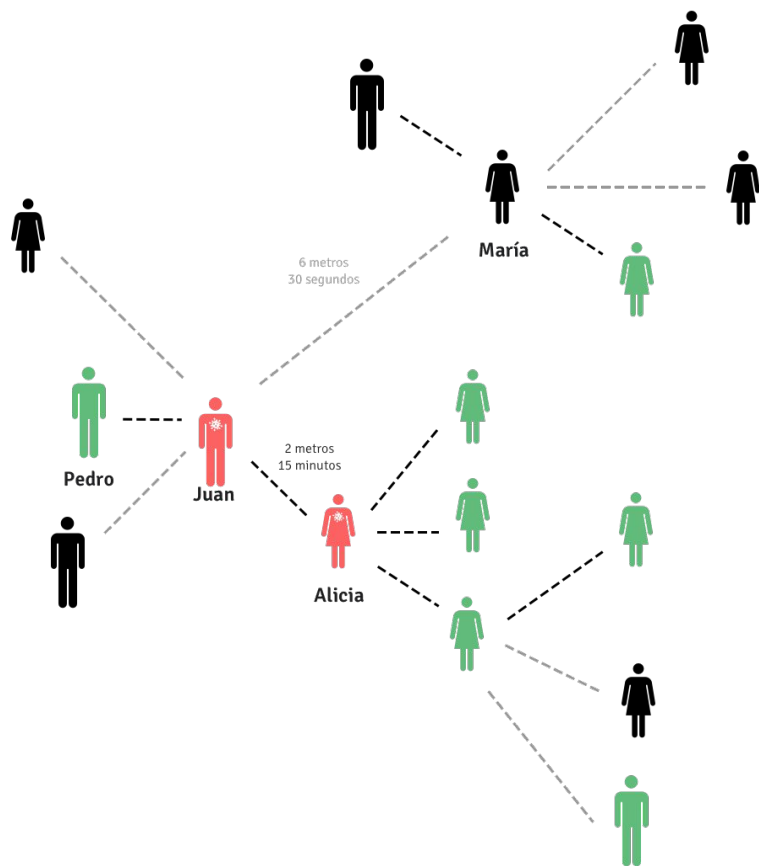 María
6 metros
30 segundos
Pedro
Juan
2 metros
15 minutos
Alicia